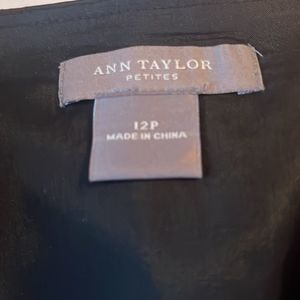 ANN TAYLOR
PETITES
12P
MADE IN CHINA